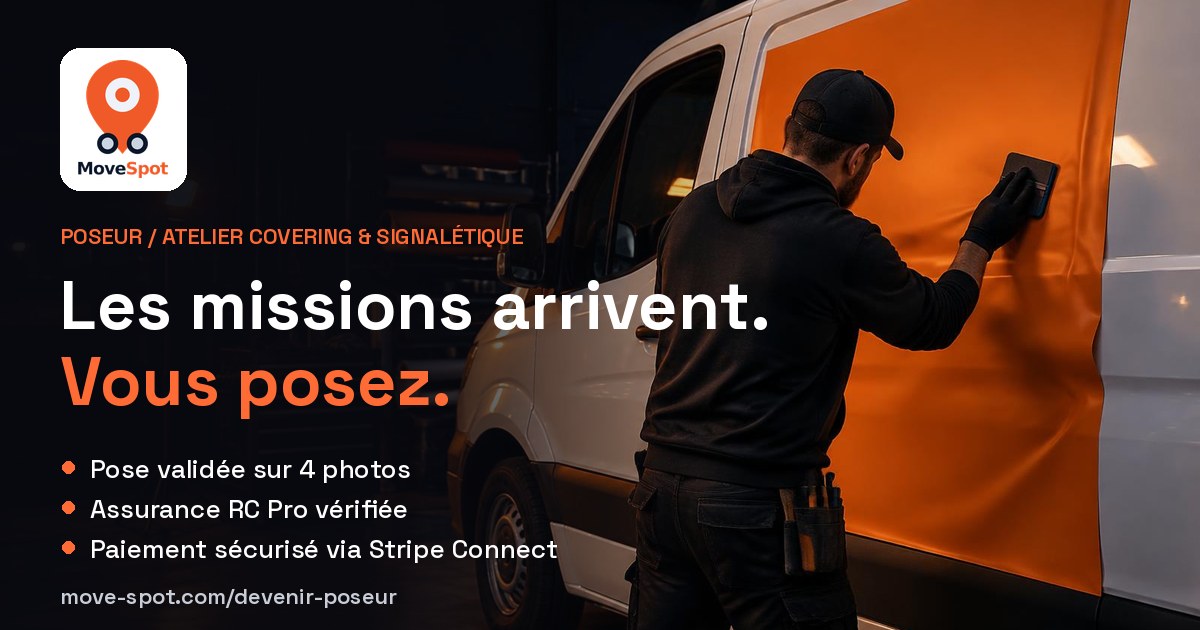 MoveSpot
POSEUR / ATELIER COVERING & SIGNALÉTIQUE
Les missions arrivent.
Vous posez.
Pose validée sur 4 photos
Assurance RC Pro vérifiée
Paiement sécurisé via Stripe Connect
move-spot.com/devenir-poseur